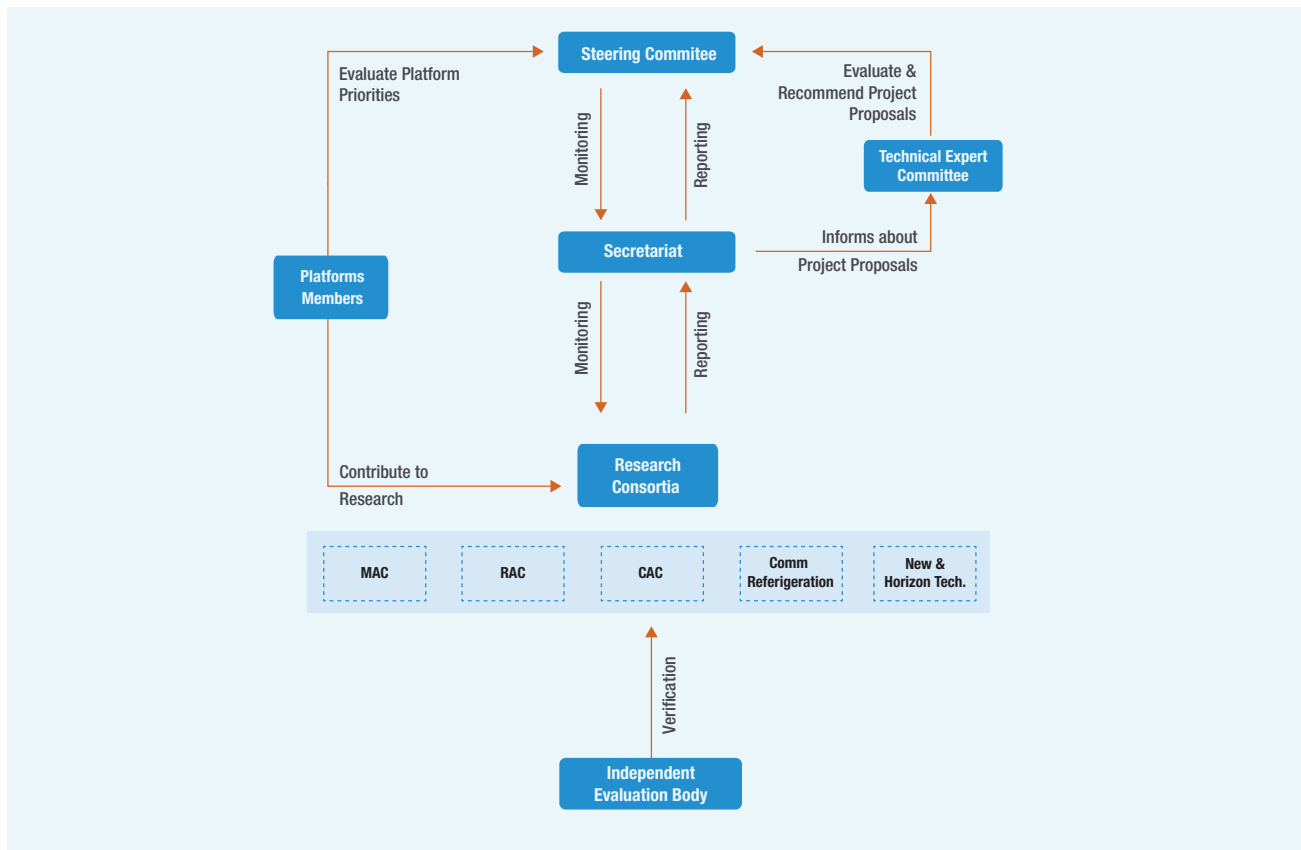 Steering Commitee
Evaluate Platform
Priorities
Evaluate &
Recommend Project
Proposals
Monitoring
Reporting
Technical Expert
Committee
Secretariat
Informs about
Project Proposals
Platforms
Members
Monitoring
Reporting
Research
Consortia
Contribute to
Research
MAC
RAC
CAC
Comm
Referigeration
New &
Horizon Tech.
Verification
Independent
Evaluation Body